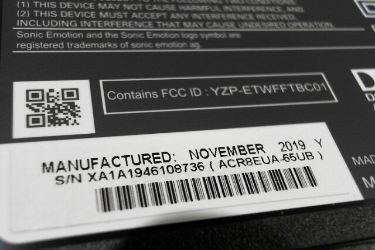 (1) THIS DEVICE MAY NOT CAUSE HARMFUL INTERFERENCE, AND
(2) THIS DEVICE MUST ACCEPT ANY INTERFERENCE RECEIVED,
INCLUDING INTERFERENCE THAT MAY CAUSE UNDESIRED OPERATION.
Sonic Emotion and the Sonic Emotion logo symbol are
registered trademarks of sonic emotion ag.
Contains FCC ID : YZP-ETWFFTBC01
MANUFACTURED: NOVEMBER 2019 Y
S/N XA1A1946108736 ( ACR8EUA-65UB )